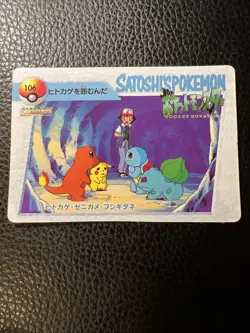 106
ヒトカゲを囲むんだ
SATOSHI'S POKEMON
ポケットモンスター
POCKET MONSTERS
ヒトカゲ・ゼニガメ・フシギダネ